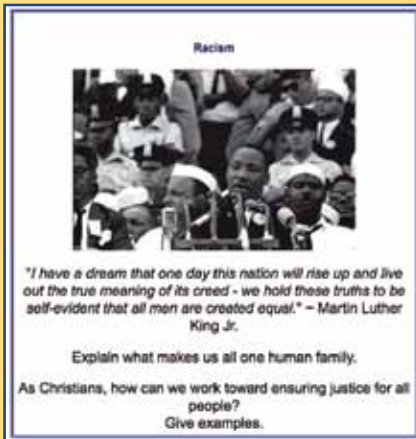 Racism
"I have a dream that one day this nation will rise up and live
out the true meaning of its creed - we hold these truths to be
self-evident that all men are created equal." ~ Martin Luther
King Jr.
Explain what makes us all one human family.
As Christians, how can we work toward ensuring justice for all
people?
Give examples.